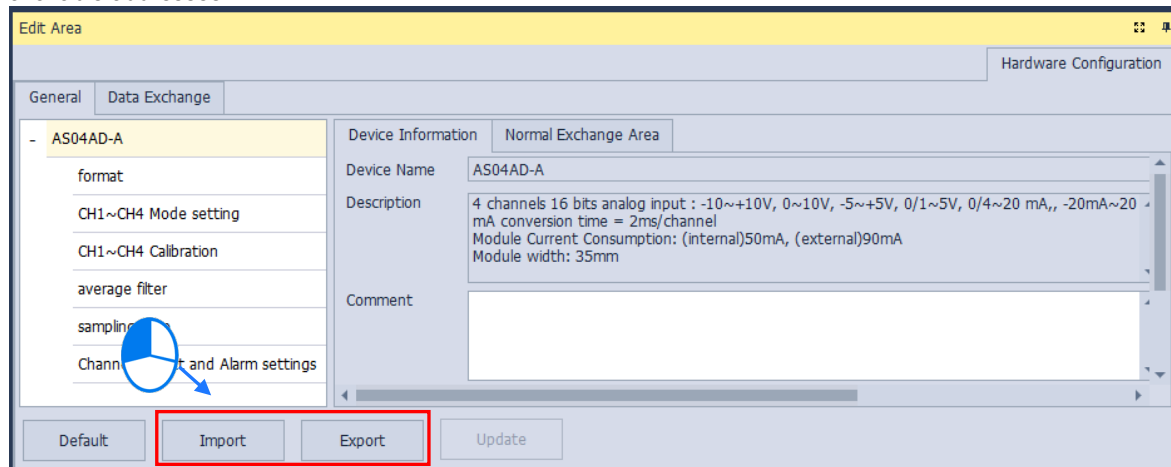 Edit Area
Hardware Configuration
General Data Exchange
- AS04AD-A
format
CH1~CH4 Mode setting
CH1~CH4 Calibration
average filter
sampling
and Alarm settings
Device Information Normal Exchange Area
Device Name AS04AD-A
Description 4 channels 16 bits analog input : -10~+10V, 0~10V, -5~+5V, 0/1~5V, 0/4~20 mA,, -20mA~20
mA conversion time = 2ms/channel
Module Current Consumption: (internal)50mA, (external)90mA
Module width: 35mm
Comment
Default Import Export Update